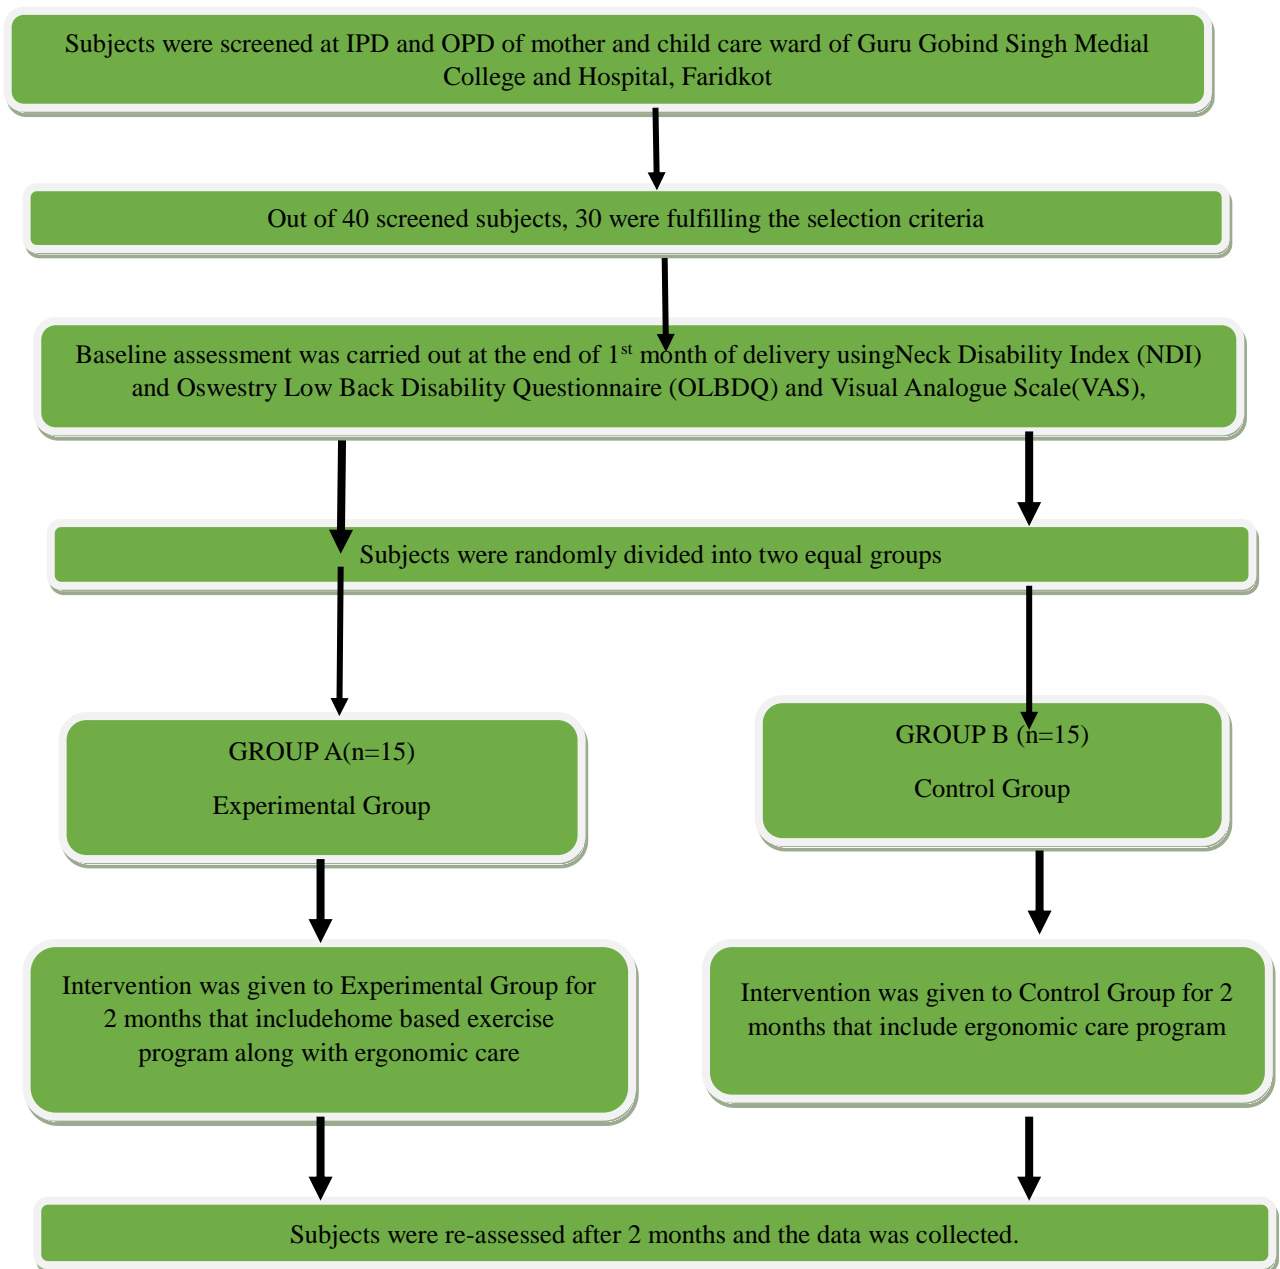 Subjects were screened at IPD and OPD of mother and child care ward of Guru Gobind Singh Medial
College and Hospital, Faridkot
Out of 40 screened subjects, 30 were fulfilling the selection criteria
Baseline assessment was carried out at the end of 1st month of delivery usingNeck Disability Index (NDI)
and Oswestry Low Back Disability Questionnaire (OLBDQ) and Visual Analogue Scale(VAS),
Subjects were randomly divided into two equal groups
GROUP A(n=15)
Experimental Group
GROUP B (n=15)
Control Group
Intervention was given to Experimental Group for
2 months that includehome based exercise
program along with ergonomic care
Intervention was given to Control Group for 2
months that include ergonomic care program
Subjects were re-assessed after 2 months and the data was collected.